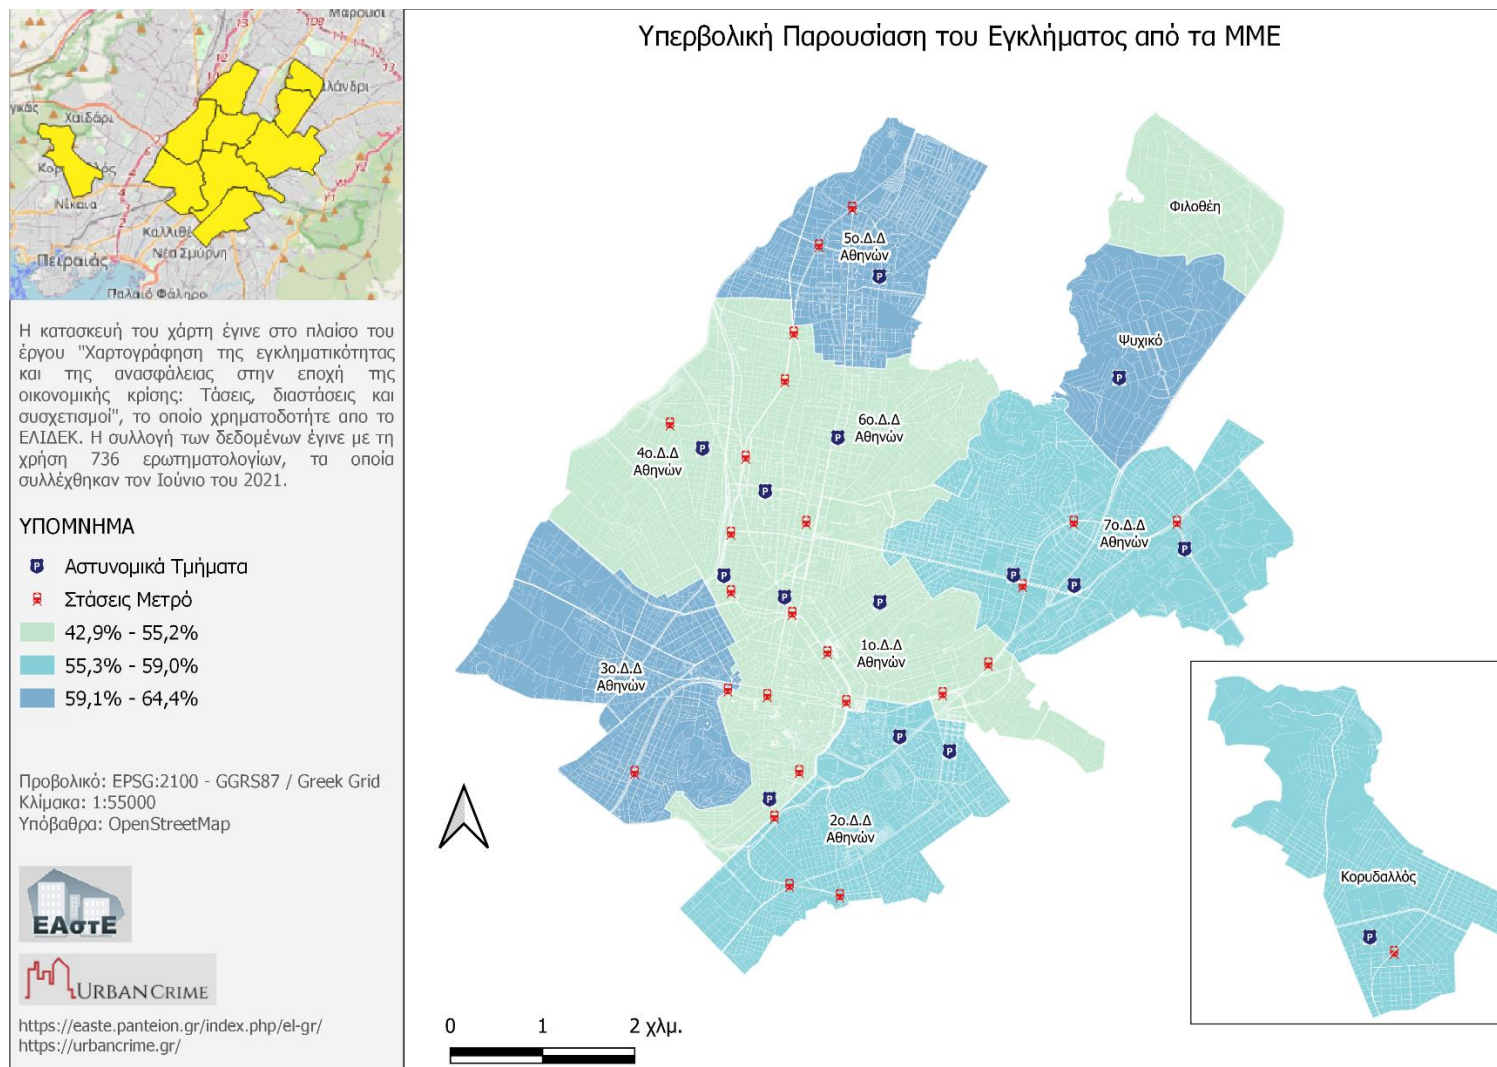 Υπερβολική Παρουσίαση του Εγκλήματος από τα ΜΜΕ
Μαρούσι
Χαϊδάρι
Νίκαια
Καλλιθέ
Νέα Σμύρνη
Πειραιάς
Παλαιό Φάληρο
λάνδρι
Η κατασκευή του χάρτη έγινε στο πλαίσο του
έργου "Χαρτογράφηση της εγκληματικότητας
και της ανασφάλειας στην εποχή της
οικονομικής κρίσης: Τάσεις, διαστάσεις και
συσχετισμοί", το οποίο χρηματοδοτήτε απο το
ΕΛΙΔΕΚ. Η συλλογή των δεδομένων έγινε με τη
χρήση 736 ερωτηματολογίων, τα οποία
συλλέχθηκαν τον Ιούνιο του 2021.
ΥΠΟΜΝΗΜΑ
Αστυνομικά Τμήματα
Στάσεις Μετρό
42,9% - 55,2%
55,3% - 59,0%
59,1% - 64,4%
Προβολικό: EPSG:2100 - GGRS87 / Greek Grid
Κλίμακα: 1:55000
Υπόβαθρα: OpenStreetMap
ΕΑστΕ
URBANCRIME
https://easte.panteion.gr/index.php/el-gr/
https://urbancrime.gr/
Φιλοθέη
5ο.Δ.Δ
Αθηνών
Ψυχικό
6ο.Δ.Δ
Αθηνών
4ο.Δ.Δ
Αθηνών
7ο.Δ.Δ
Αθηνών
3ο.Δ.Δ
Αθηνών
1ο.Δ.Δ
Αθηνών
2ο.Δ.Δ
Αθηνών
Κορυδαλλός
0 1 2 χλμ.